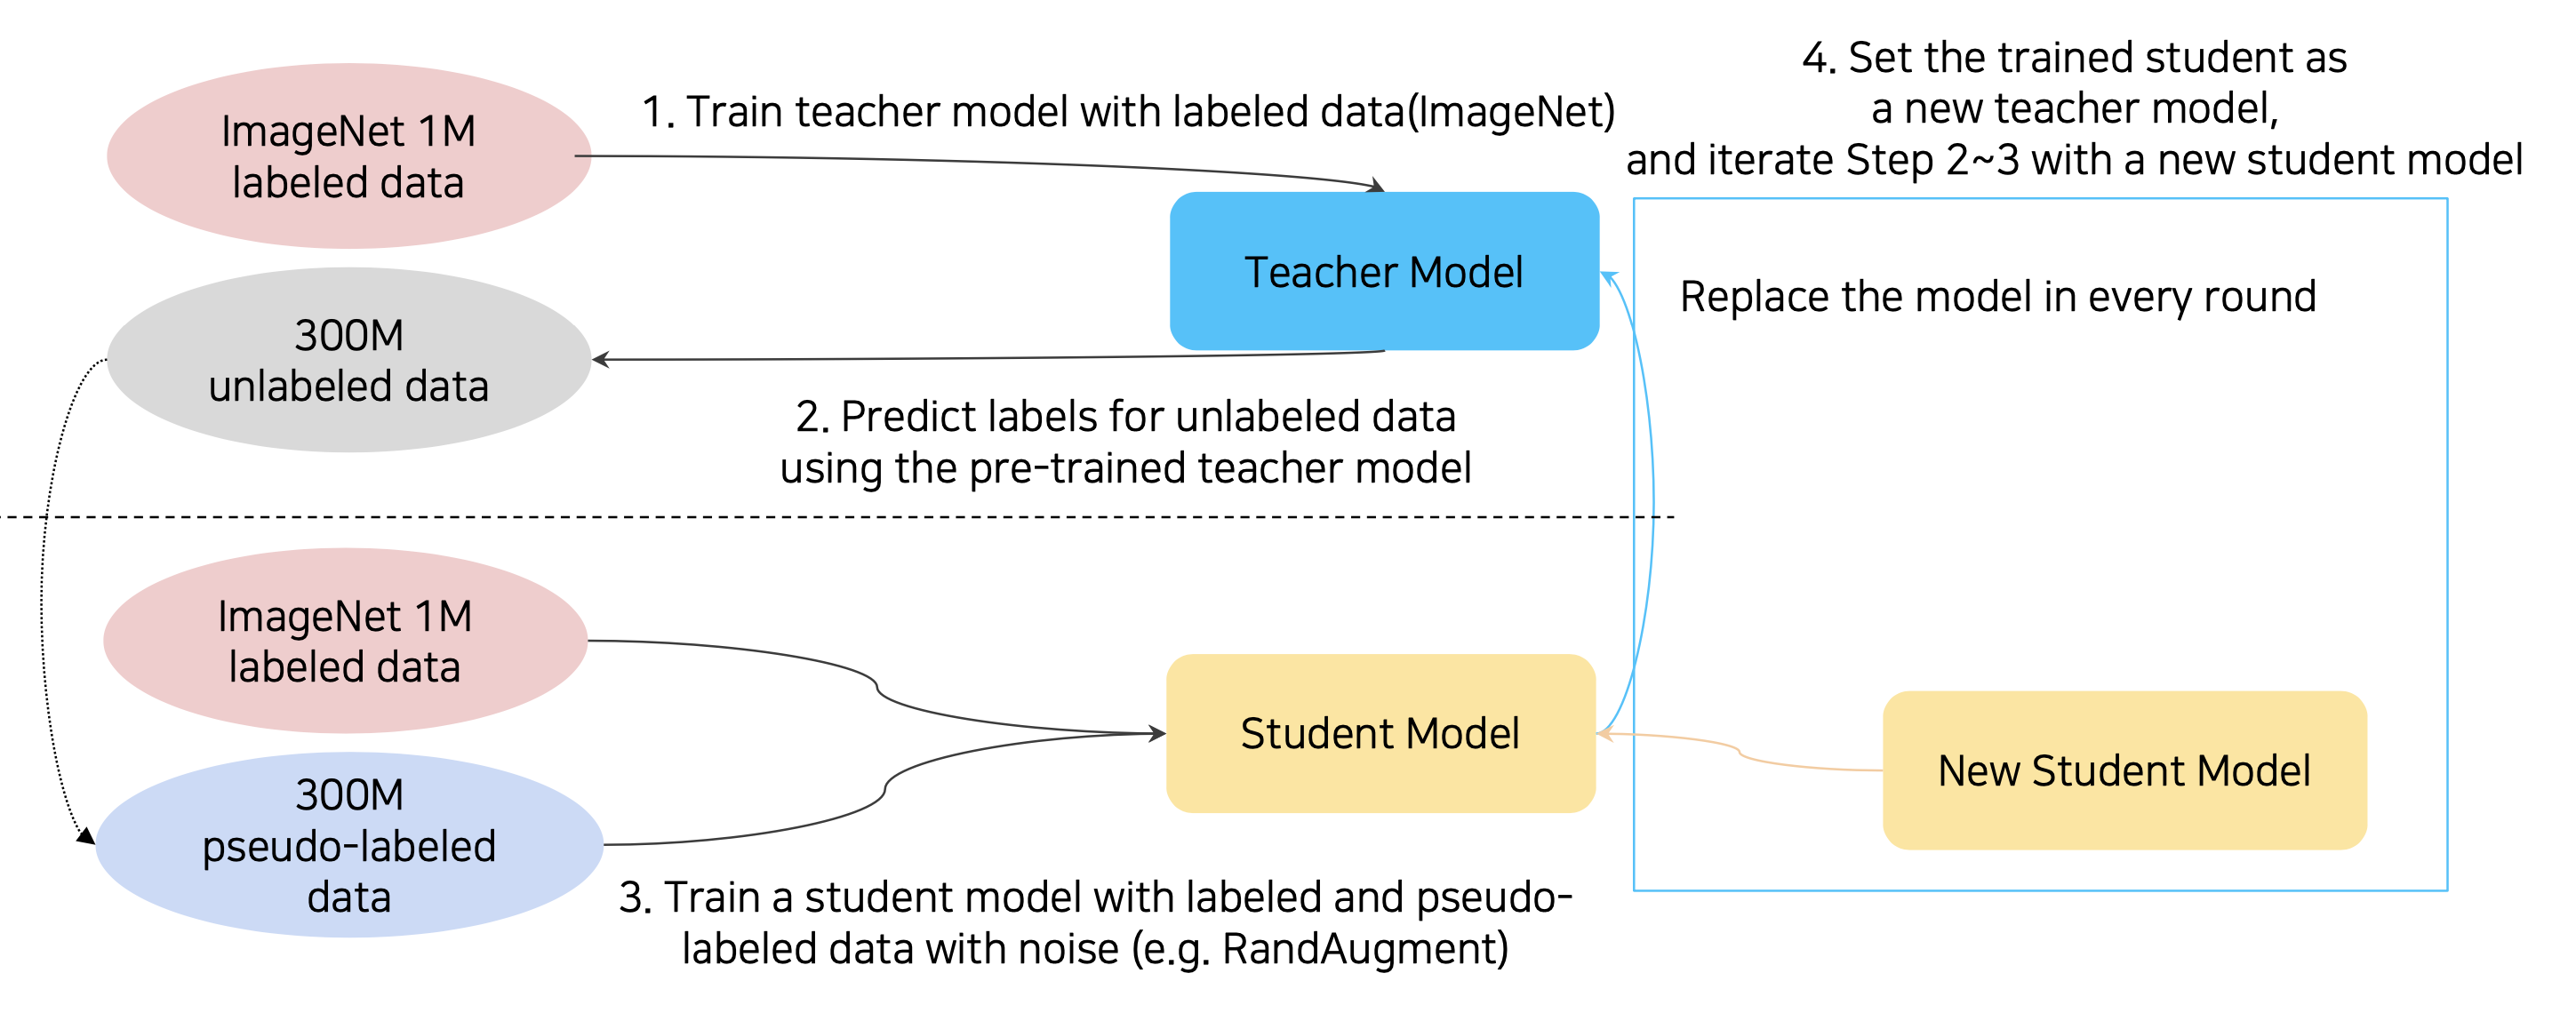 4. Set the trained student as
a new teacher model,
and iterate Step 2~3 with a new student model
1. Train teacher model with labeled data(ImageNet)
ImageNet 1M
labeled data
Teacher Model
Replace the model in every round
300M
unlabeled data
2. Predict labels for unlabeled data
using the pre-trained teacher model
ImageNet 1M
labeled data
Student Model
New Student Model
300M
pseudo-labeled
data
3. Train a student model with labeled and pseudo-
labeled data with noise (e.g. RandAugment)